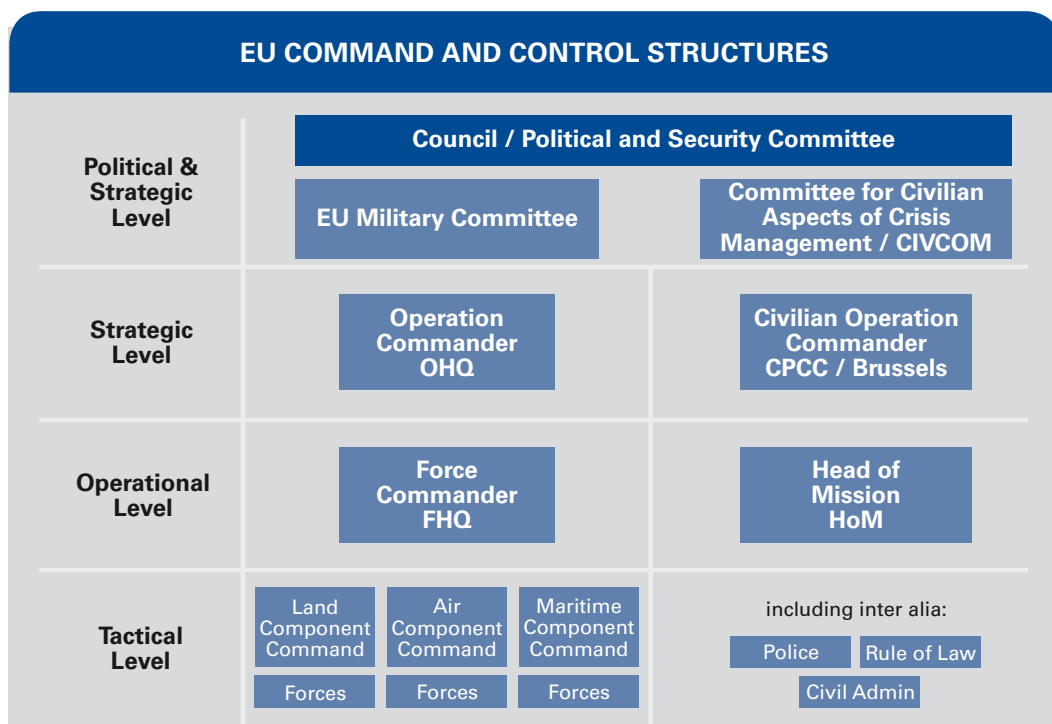 EU COMMAND AND CONTROL STRUCTURES
Political &
Strategic
Level
Council / Political and Security Committee
EU Military Committee
Committee for Civilian
Aspects of Crisis
Management / CIVCOM
Strategic
Level
Operation
Commander
OHQ
Civilian Operation
Commander
CPCC / Brussels
Operational
Level
Force
Commander
FHQ
Head of
Mission
HoM
Tactical
Level
Land
Component
Command
Air
Component
Command
Maritime
Component
Command
Forces
Forces
Forces
including inter alia:
Police
Rule of Law
Civil Admin